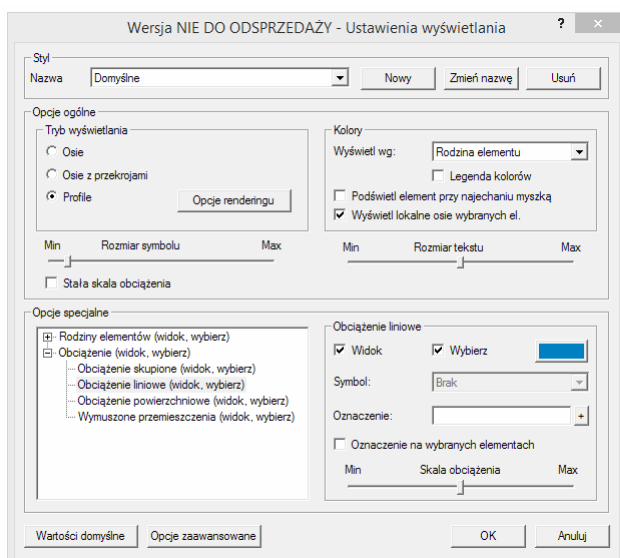 Wersja NIE DO ODSPRZEDAŻY - Ustawienia wyświetlania ? ×
Styl
Nazwa Domyślne Nowy Zmień nazwę Usuń
Opcje ogólne
Tryb wyświetlania
Osie
Osie z przekrojami
Profile Opcje renderingu
Kolory
Wyświetl wg: Rodzina elementu
Legenda kolorów
Podświetl element przy najechaniu myszką
Wyświetl lokalne osie wybranych el.
Min Rozmiar symbolu Max
Min Rozmiar tekstu Max
Stała skala obciążenia
Opcje specjalne
Rodziny elementów (widok, wybierz)
Obciążenie (widok, wybierz)
Obciążenie skupione (widok, wybierz)
Obciążenie liniowe (widok, wybierz)
Obciążenie powierzchniowe (widok, wybierz)
Wymuszone przemieszczenia (widok, wybierz)
Obciążenie liniowe
Widok Wybierz
Symbol: Brak
Oznaczenie: +
Oznaczenie na wybranych elementach
Min Skala obciążenia Max
Wartości domyślne Opcje zaawansowane OK Anuluj